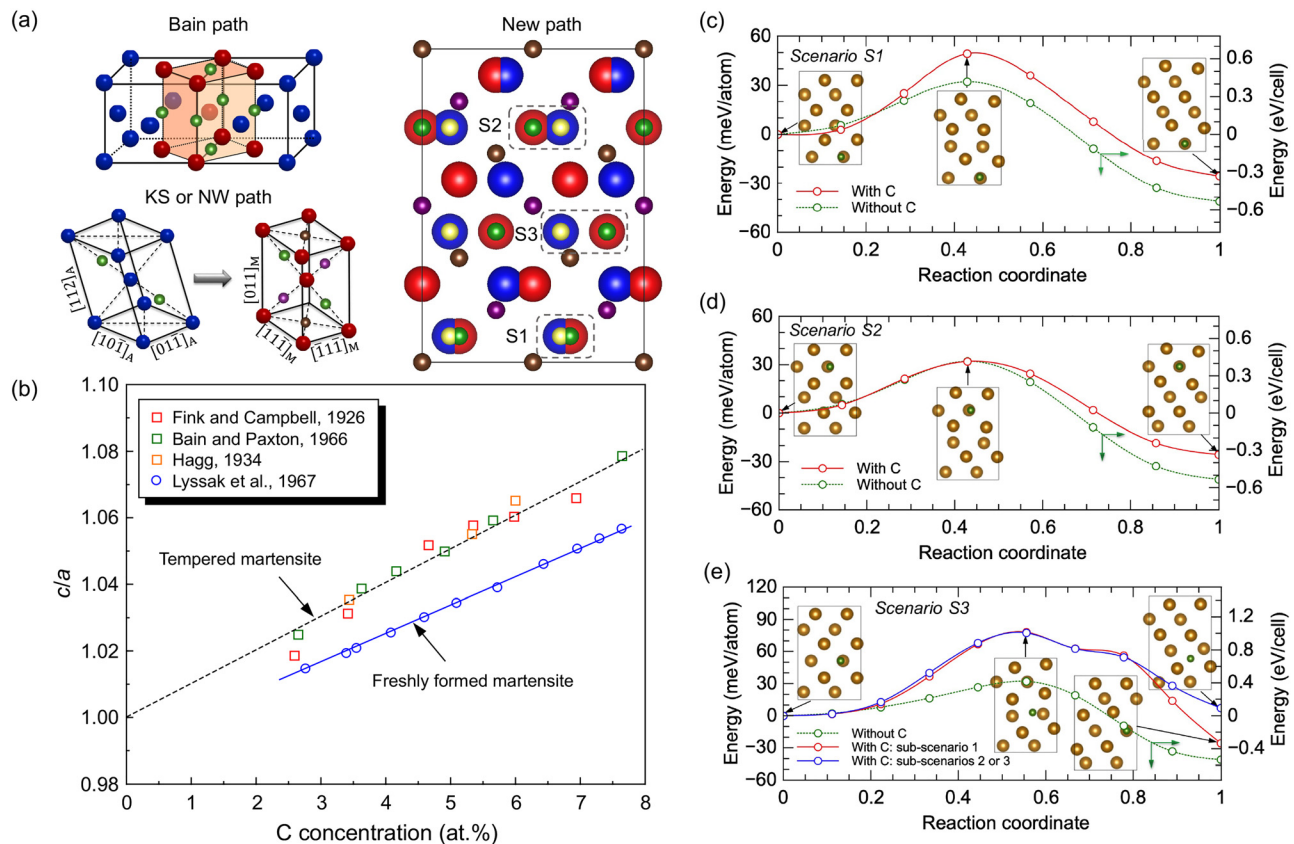 (a)
Bain path
New path
KS or NW path
[1̄1̄2]A
[101̄]A
[011]A
[011]M
[111̄]M
[1̄11̄]M
S2
S3
S1
(b)
1.10
1.08
1.06
1.04
1.02
1.00
0.98
c/a
Fink and Campbell, 1926
Bain and Paxton, 1966
Hagg, 1934
Lyssak et al., 1967
Tempered martensite
Freshly formed martensite
0 1 2 3 4 5 6 7 8
C concentration (at.%)
(c)
Scenario S1
60
30
0
−30
−60
Energy (meV/atom)
0.6
0.3
0
−0.3
−0.6
Energy (eV/cell)
With C
Without C
0 0.2 0.4 0.6 0.8 1
Reaction coordinate
(d)
Scenario S2
60
30
0
−30
−60
Energy (meV/atom)
0.6
0.3
0
−0.3
−0.6
Energy (eV/cell)
With C
Without C
0 0.2 0.4 0.6 0.8 1
Reaction coordinate
(e)
Scenario S3
120
90
60
30
0
−30
−60
Energy (meV/atom)
1.2
0.8
0.4
0
−0.4
Energy (eV/cell)
Without C
With C: sub-scenario 1
With C: sub-scenarios 2 or 3
0 0.2 0.4 0.6 0.8 1
Reaction coordinate